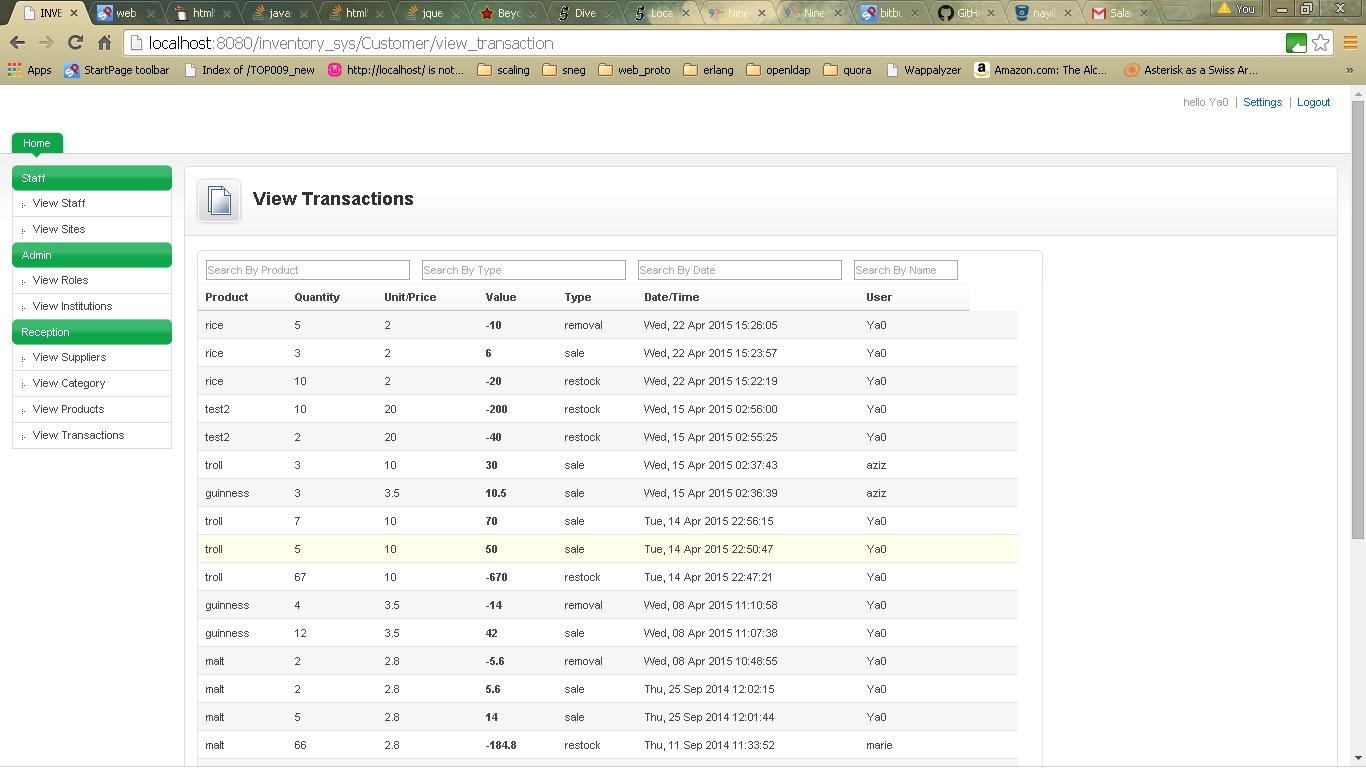 INVE web html java html jque Beyo Dive Loca Nine Nine bitbu GitH nayil Sala You
localhost:8080/inventory_sys/Customer/view_transaction
Apps StartPage toolbar Index of /TOP009_new http://localhost/ is not... scaling sneg web_proto erlang openldap quora Wappalyzer Amazon.com: The Alc... Asterisk as a Swiss Ar... »
hello Ya0 | Settings | Logout
Home
Staff
View Staff
View Sites
Admin
View Roles
View Institutions
Reception
View Suppliers
View Category
View Products
View Transactions
View Transactions
Search By Product Search By Type Search By Date Search By Name
Product Quantity Unit/Price Value Type Date/Time User
rice 5 2 -10 removal Wed, 22 Apr 2015 15:26:05 Ya0
rice 3 2 6 sale Wed, 22 Apr 2015 15:23:57 Ya0
rice 10 2 -20 restock Wed, 22 Apr 2015 15:22:19 Ya0
test2 10 20 -200 restock Wed, 15 Apr 2015 02:56:00 Ya0
test2 2 20 -40 restock Wed, 15 Apr 2015 02:55:25 Ya0
troll 3 10 30 sale Wed, 15 Apr 2015 02:37:43 aziz
guinness 3 3.5 10.5 sale Wed, 15 Apr 2015 02:36:39 aziz
troll 7 10 70 sale Tue, 14 Apr 2015 22:56:15 Ya0
troll 5 10 50 sale Tue, 14 Apr 2015 22:50:47 Ya0
troll 67 10 -670 restock Tue, 14 Apr 2015 22:47:21 Ya0
guinness 4 3.5 -14 removal Wed, 08 Apr 2015 11:10:58 Ya0
guinness 12 3.5 42 sale Wed, 08 Apr 2015 11:07:38 Ya0
malt 2 2.8 -5.6 removal Wed, 08 Apr 2015 10:48:55 Ya0
malt 2 2.8 5.6 sale Thu, 25 Sep 2014 12:02:15 Ya0
malt 5 2.8 14 sale Thu, 25 Sep 2014 12:01:44 Ya0
malt 66 2.8 -184.8 restock Thu, 11 Sep 2014 11:33:52 marie